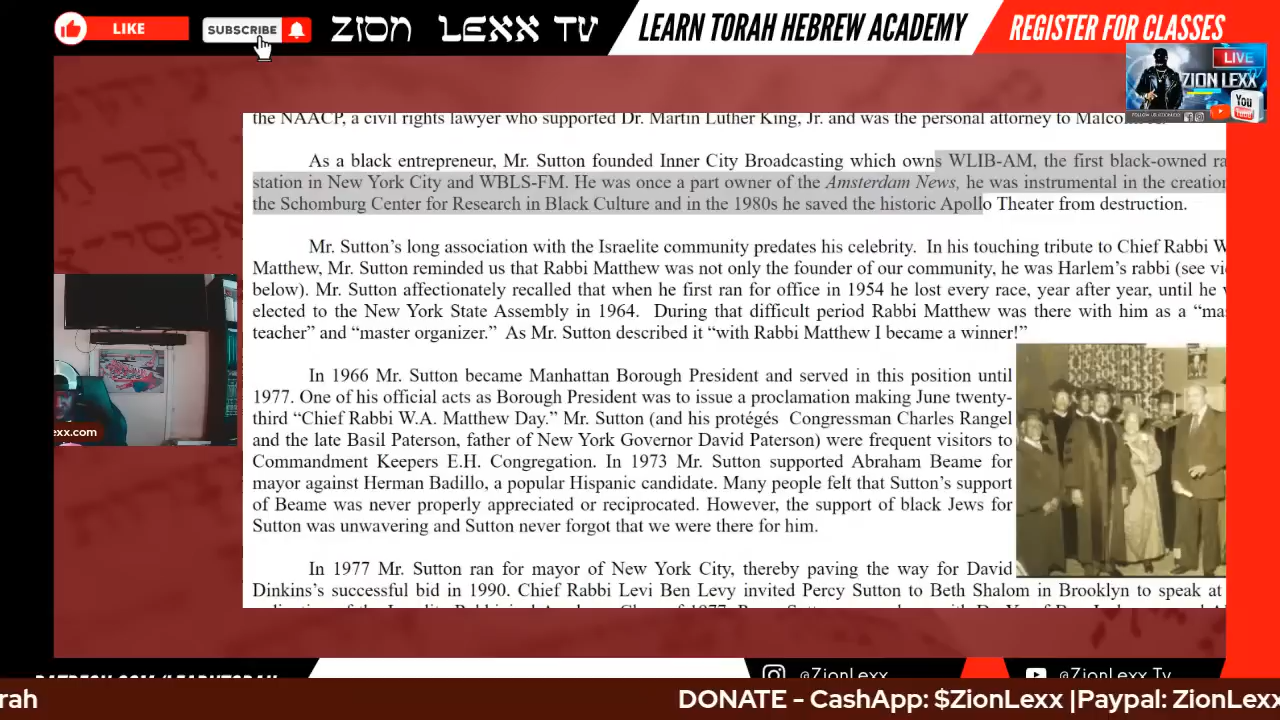 LIKE
SUBSCRIBE
ZION LEXX TV
LEARN TORAH HEBREW ACADEMY
REGISTER FOR CLASSES
LIVE
ZION LEXX
You
the NAACP, a civil rights lawyer who supported Dr. Martin Luther King, Jr. and was the personal attorney to
As a black entrepreneur, Mr. Sutton founded Inner City Broadcasting which owns WLIB-AM, the first black-owned ra
station in New York City and WBLS-FM. He was once a part owner of the Amsterdam News, he was instrumental in the creation
the Schomburg Center for Research in Black Culture and in the 1980s he saved the historic Apollo Theater from destruction.
Mr. Sutton's long association with the Israelite community predates his celebrity. In his touching tribute to Chief Rabbi W
Matthew, Mr. Sutton reminded us that Rabbi Matthew was not only the founder of our community, he was Harlem's rabbi (see vi
below). Mr. Sutton affectionately recalled that when he first ran for office in 1954 he lost every race, year after year, until he
elected to the New York State Assembly in 1964. During that difficult period Rabbi Matthew was there with him as a "mas
teacher" and "master organizer." As Mr. Sutton described it "with Rabbi Matthew I became a winner!"
In 1966 Mr. Sutton became Manhattan Borough President and served in this position until
1977. One of his official acts as Borough President was to issue a proclamation making June twenty-
third "Chief Rabbi W.A. Matthew Day." Mr. Sutton (and his protégés Congressman Charles Rangel
and the late Basil Paterson, father of New York Governor David Paterson) were frequent visitors to
Commandment Keepers E.H. Congregation. In 1973 Mr. Sutton supported Abraham Beame for
mayor against Herman Badillo, a popular Hispanic candidate. Many people felt that Sutton's support
of Beame was never properly appreciated or reciprocated. However, the support of black Jews for
Sutton was unwavering and Sutton never forgot that we were there for him.
In 1977 Mr. Sutton ran for mayor of New York City, thereby paving the way for David
Dinkins's successful bid in 1990. Chief Rabbi Levi Ben Levy invited Percy Sutton to Beth Shalom in Brooklyn to speak at
exx.com
@ZionLexx
@ZionLexx Tv
rah
DONATE - CashApp: $ZionLexx |Paypal: ZionLexx